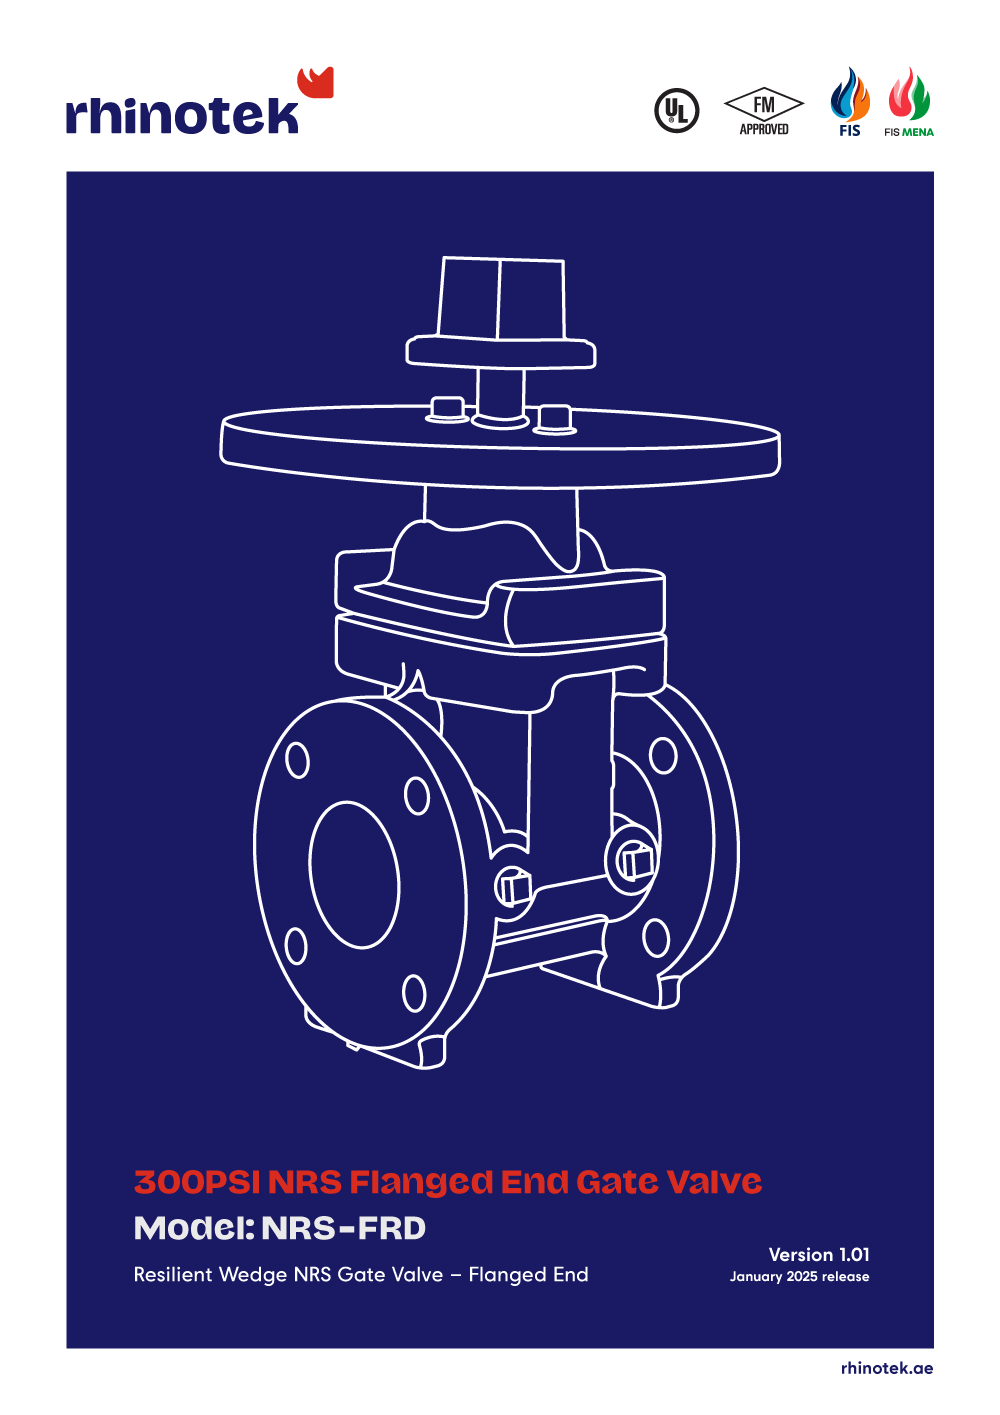 rhinotek
UL
®
FM
APPROVED
FIS
FIS MENA
300PSI NRS Flanged End Gate Valve
Model: NRS-FRD
Resilient Wedge NRS Gate Valve – Flanged End
Version 1.01
January 2025 release
rhinotek.ae